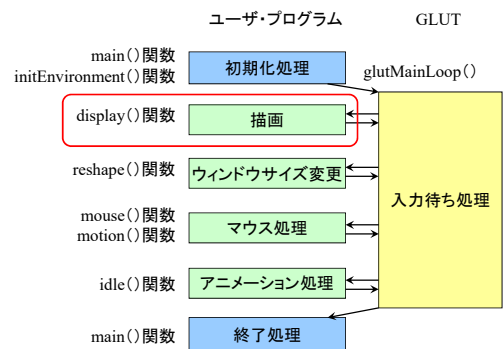 ユーザ・プログラム GLUT
main()関数
initEnvironment()関数
初期化処理
glutMainLoop()
display()関数
描画
reshape()関数
ウィンドウサイズ変更
入力待ち処理
mouse()関数
motion()関数
マウス処理
idle()関数
アニメーション処理
main()関数
終了処理